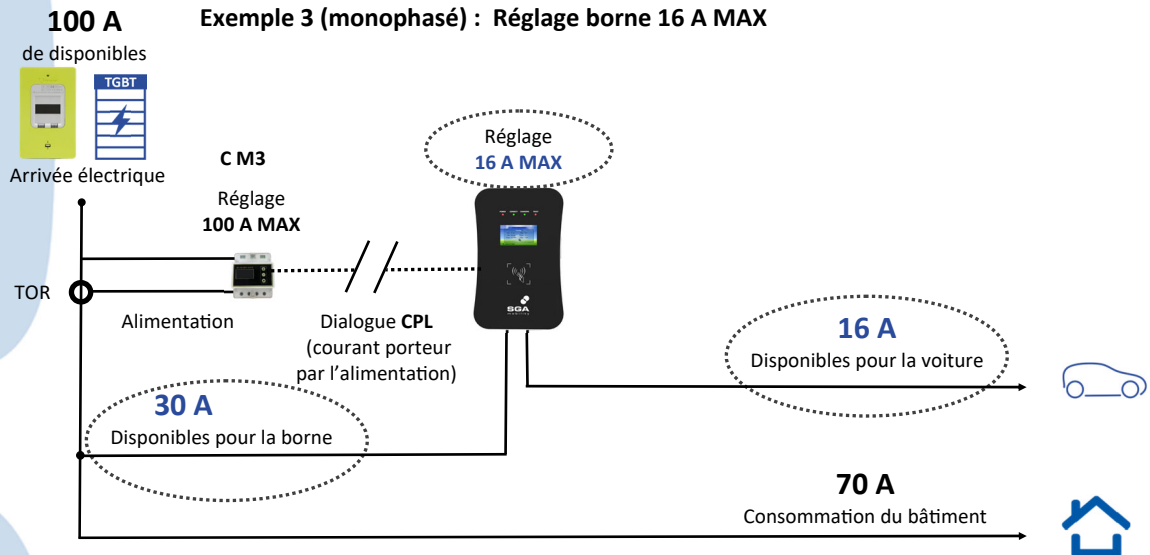 100 A
de disponibles
Exemple 3 (monophasé) : Réglage borne 16 A MAX
TGBT
Arrivée électrique
C M3
Réglage
100 A MAX
Réglage
16 A MAX
TOR
Alimentation
Dialogue CPL
(courant porteur
par l'alimentation)
SGA
mobility
16 A
Disponibles pour la voiture
30 A
Disponibles pour la borne
70 A
Consommation du bâtiment